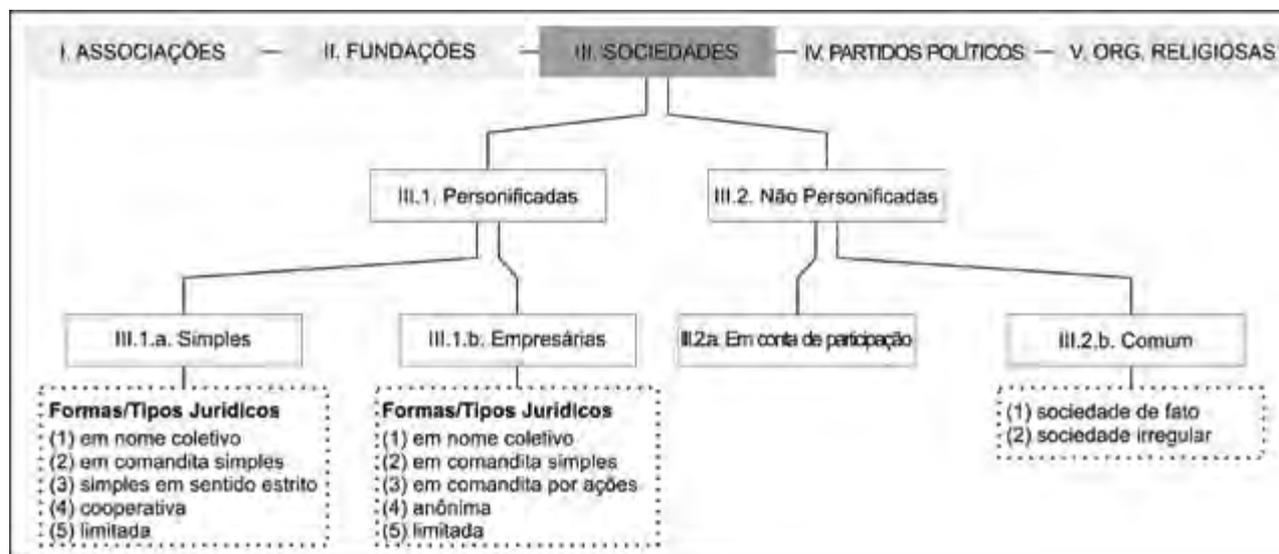 I. ASSOCIAÇÕES II. FUNDAÇÕES III. SOCIEDADES IV. PARTIDOS POLÍTICOS V. ORG. RELIGIOSAS
III.1. Personificadas III.2. Não Personificadas
III.1.a. Simples III.1.b. Empresárias III.2.a. Em conta de participação III.2.b. Comum
Formas/Tipos Jurídicos
(1) em nome coletivo
(2) em comandita simples
(3) simples em sentido estrito
(4) cooperativa
(5) limitada
Formas/Tipos Jurídicos
(1) em nome coletivo
(2) em comandita simples
(3) em comandita por ações
(4) anônima
(5) limitada
(1) sociedade de fato
(2) sociedade irregular